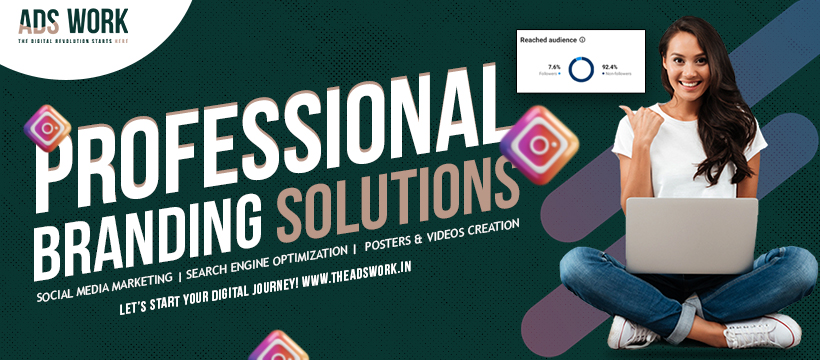 ADS WORK
THE DIGITAL REVOLUTION STARTS HERE
Reached audience
7.6%
Followers
92.4%
Non-followers
PROFESSIONAL
BRANDING SOLUTIONS
SOCIAL MEDIA MARKETING | SEARCH ENGINE OPTIMIZATION | POSTERS & VIDEOS CREATION
LET'S START YOUR DIGITAL JOURNEY! WWW.THEADSWORK.IN